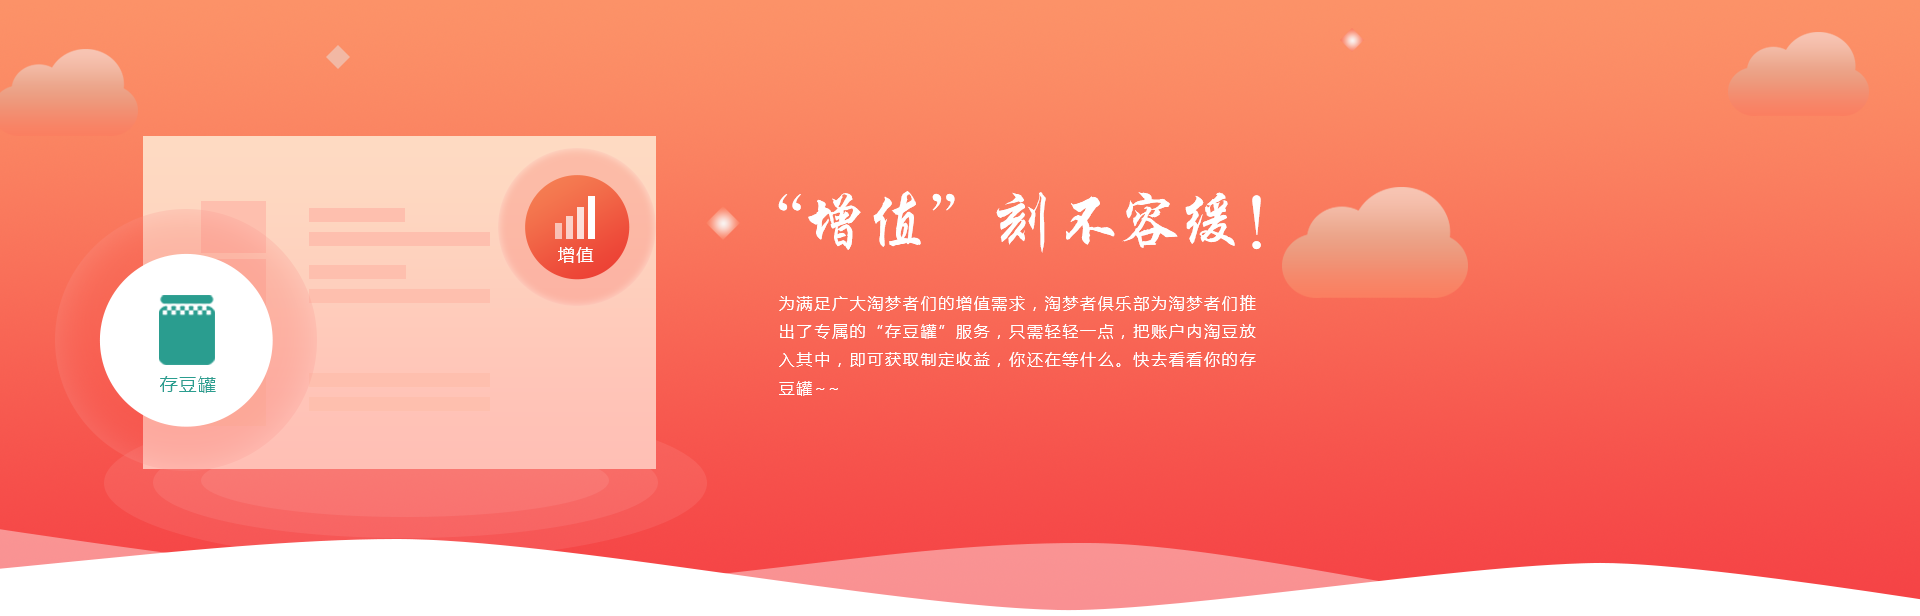 增值
存豆罐
“增值”刻不容缓！
为满足广大淘梦者们的增值需求，淘梦者俱乐部为淘梦者们推
出了专属的“存豆罐”服务，只需轻轻一点，把账户内淘豆放
入其中，即可获取制定收益，你还在等什么。快去看看你的存
豆罐~~